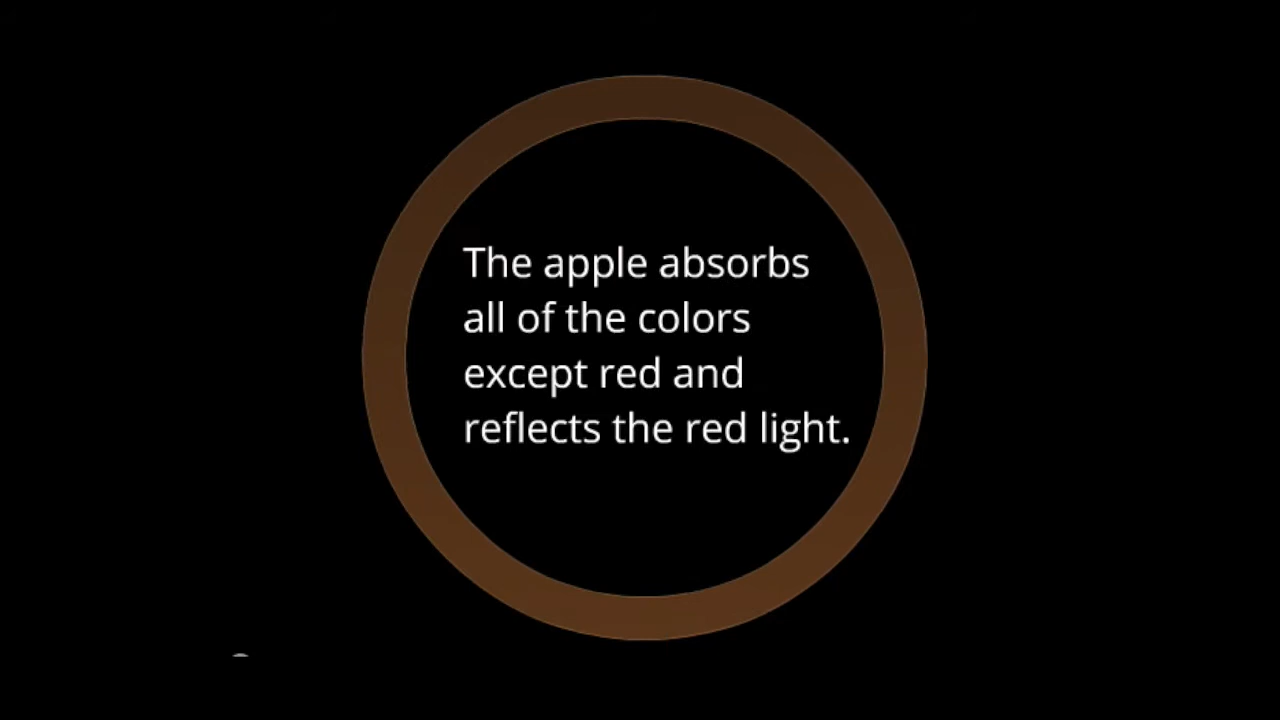 The apple absorbs
all of the colors
except red and
reflects the red light.